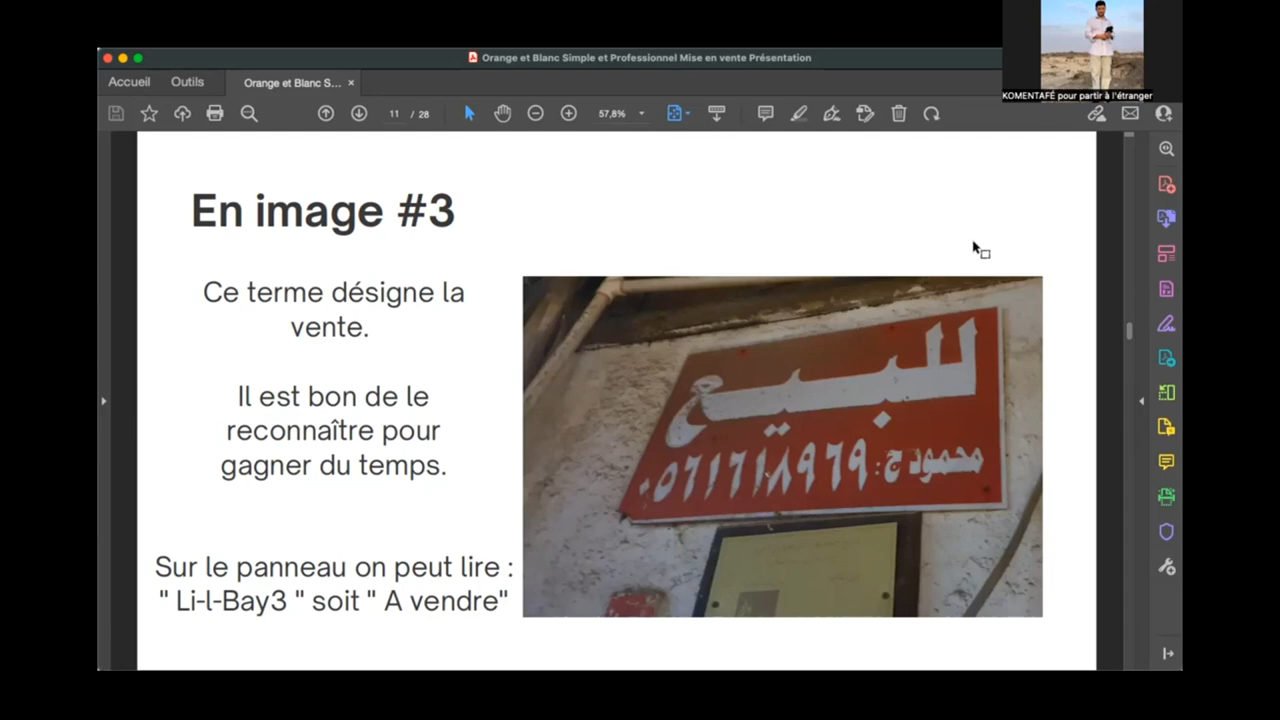 Orange et Blanc Simple et Professionnel Mise en vente Présentation
KOMENTAFÉ pour partir à l'étranger
Accueil Outils Orange et Blanc S... ×
11 / 28 57,8%
En image #3
Ce terme désigne la
vente.
Il est bon de le
reconnaître pour
gagner du temps.
Sur le panneau on peut lire :
" Li-l-Bay3 " soit " A vendre"
للبيع
محمود ج: ٠٥٦١٦١٨٩٦٩